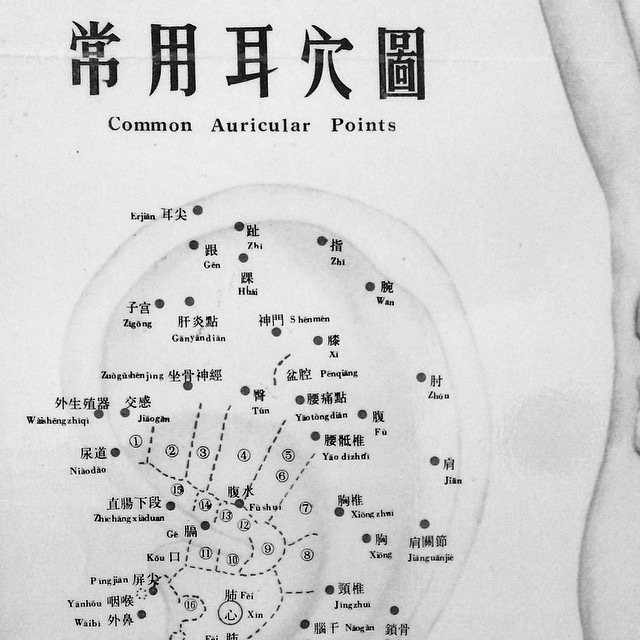 常用耳穴圖
Common Auricular Points
Erjiān 耳尖
趾
Zhí
跟
Gēn
指
Zhǐ
踝
Huái
腕
Wàn
子宫
Zǐgōng
肝炎點
Gānyándiǎn
神門 Shénmén
膝
Xī
Zuògǔshénjīng 坐骨神經
盆腔 Pénqiāng
肘
Zhǒu
外生殖器
Wàishēngzhíqì
交感
Jiāogǎn
臀
Tún
腰痛點
Yāotòngdiǎn
腹
Fù
① ② ③ ④ ⑤
腰骶椎
Yāo dǐzhuī
尿道
Niàodào
⑥
肩
Jiān
直腸下段
Zhíchángxiàduàn
⑮ ⑭ ⑬ ⑫
腹水
Fùshuǐ
⑦
胸椎
Xiōngzhuī
Gé 膈
胸
Xiōng
肩關節
Jiānguānjié
Kǒu 口
⑪ ⑩ ⑨ ⑧
Píngjiān 屏尖
Yānhóu 咽喉
肺 Fèi
頸椎
Jǐngzhuī
Wàibí 外鼻
⑯
心 Xīn
腦干 Nǎogàn
鎖骨
Fèi 肺